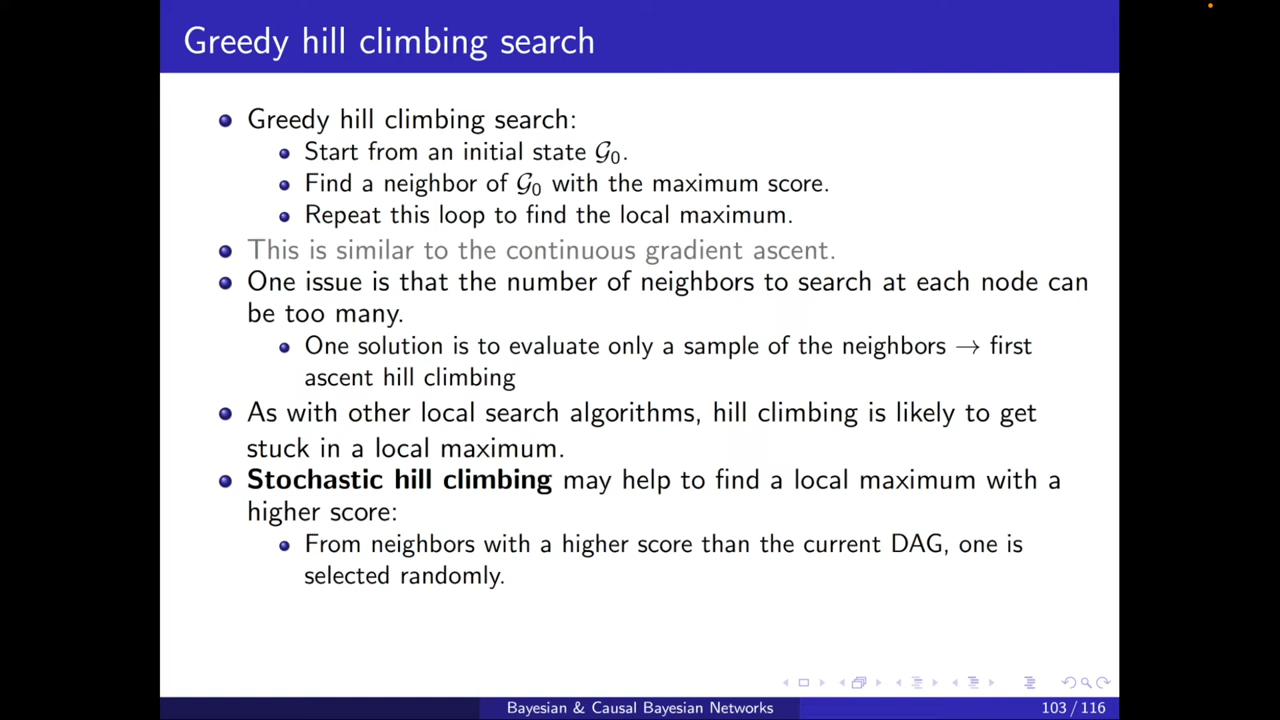 Greedy hill climbing search
Greedy hill climbing search:
Start from an initial state 𝒢₀.
Find a neighbor of 𝒢₀ with the maximum score.
Repeat this loop to find the local maximum.
This is similar to the continuous gradient ascent.
One issue is that the number of neighbors to search at each node can
be too many.
One solution is to evaluate only a sample of the neighbors → first
ascent hill climbing
As with other local search algorithms, hill climbing is likely to get
stuck in a local maximum.
Stochastic hill climbing may help to find a local maximum with a
higher score:
From neighbors with a higher score than the current DAG, one is
selected randomly.
Bayesian & Causal Bayesian Networks
103 / 116